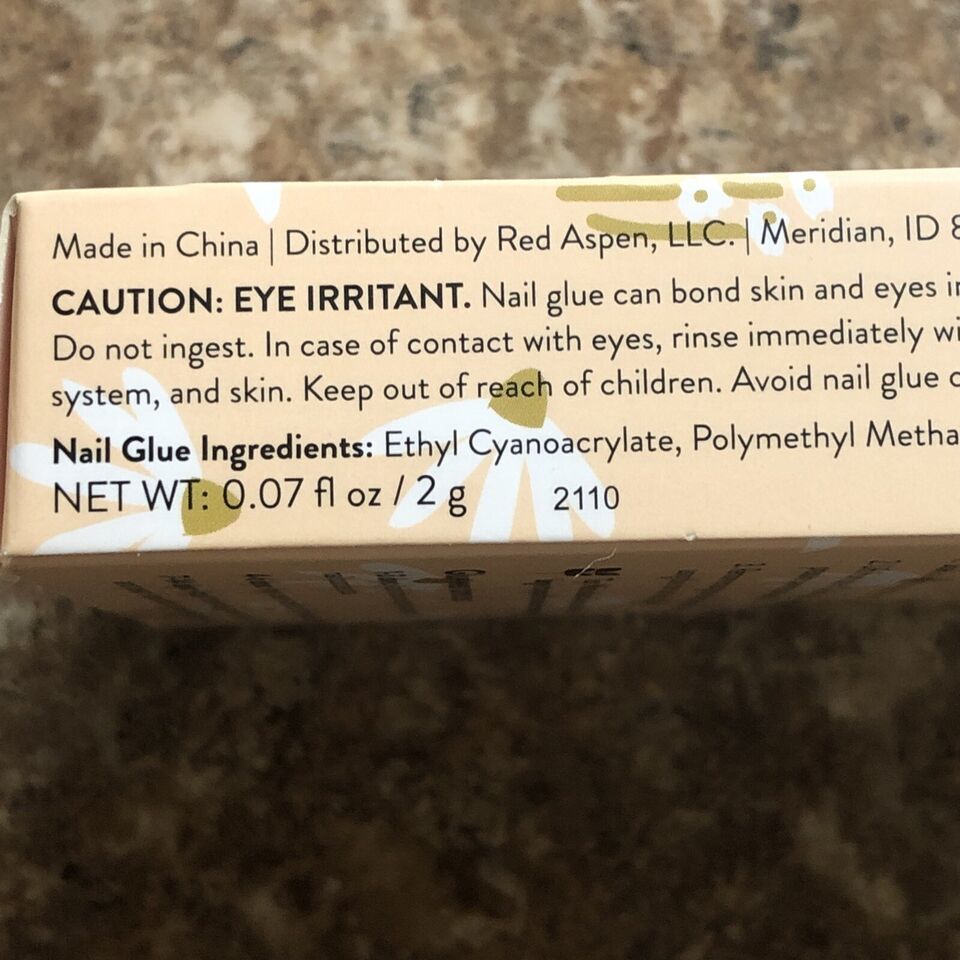 Made in China | Distributed by Red Aspen, LLC. | Meridian, ID
CAUTION: EYE IRRITANT. Nail glue can bond skin and eyes
Do not ingest. In case of contact with eyes, rinse immediately
system, and skin. Keep out of reach of children. Avoid nail glue
Nail Glue Ingredients: Ethyl Cyanoacrylate, Polymethyl Metha
NET WT: 0.07 fl oz / 2 g 2110